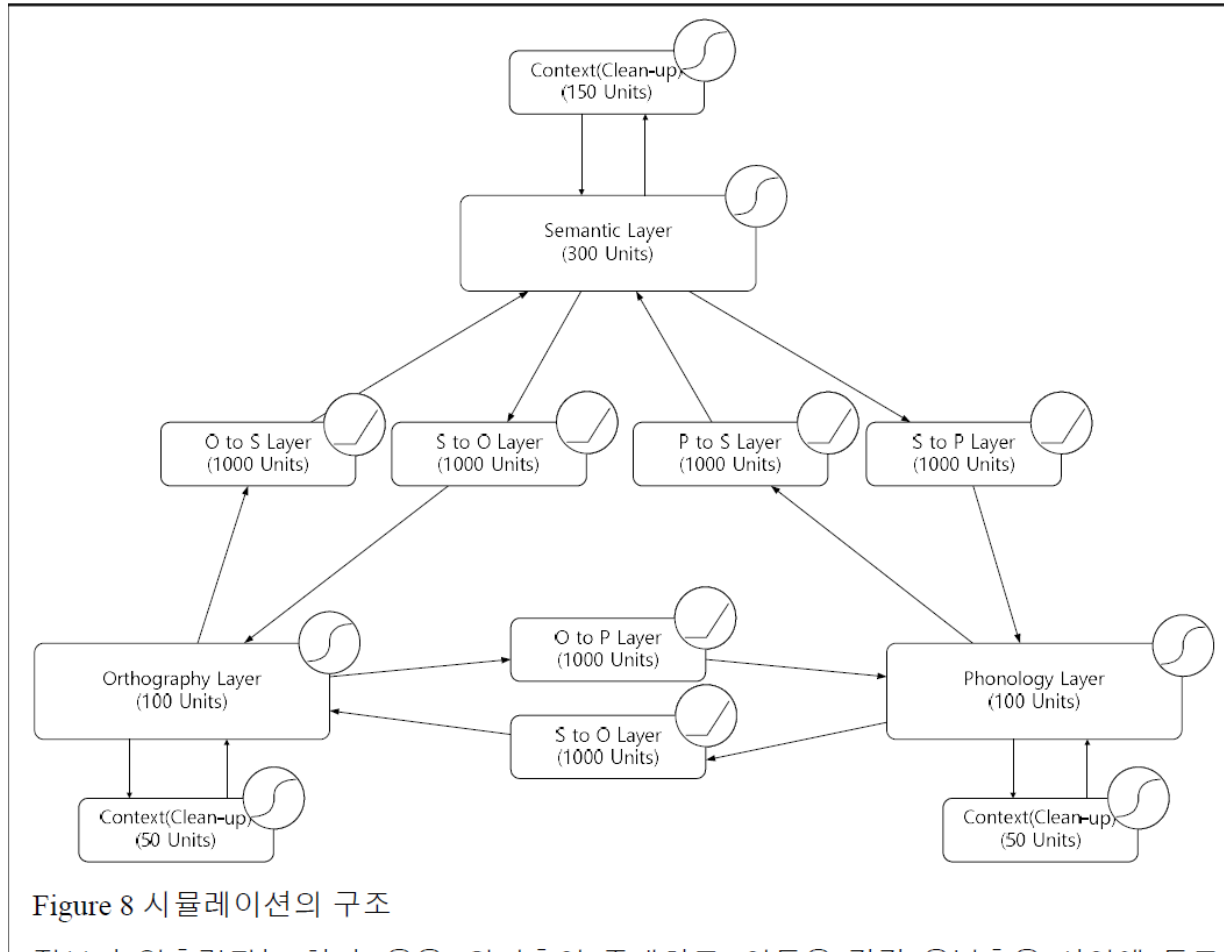 Context(Clean-up)
(150 Units)
Semantic Layer
(300 Units)
O to S Layer
(1000 Units)
S to O Layer
(1000 Units)
P to S Layer
(1000 Units)
S to P Layer
(1000 Units)
O to P Layer
(1000 Units)
Orthography Layer
(100 Units)
Phonology Layer
(100 Units)
S to O Layer
(1000 Units)
Context(Clean-up)
(50 Units)
Context(Clean-up)
(50 Units)
Figure 8 시뮬레이션의 구조